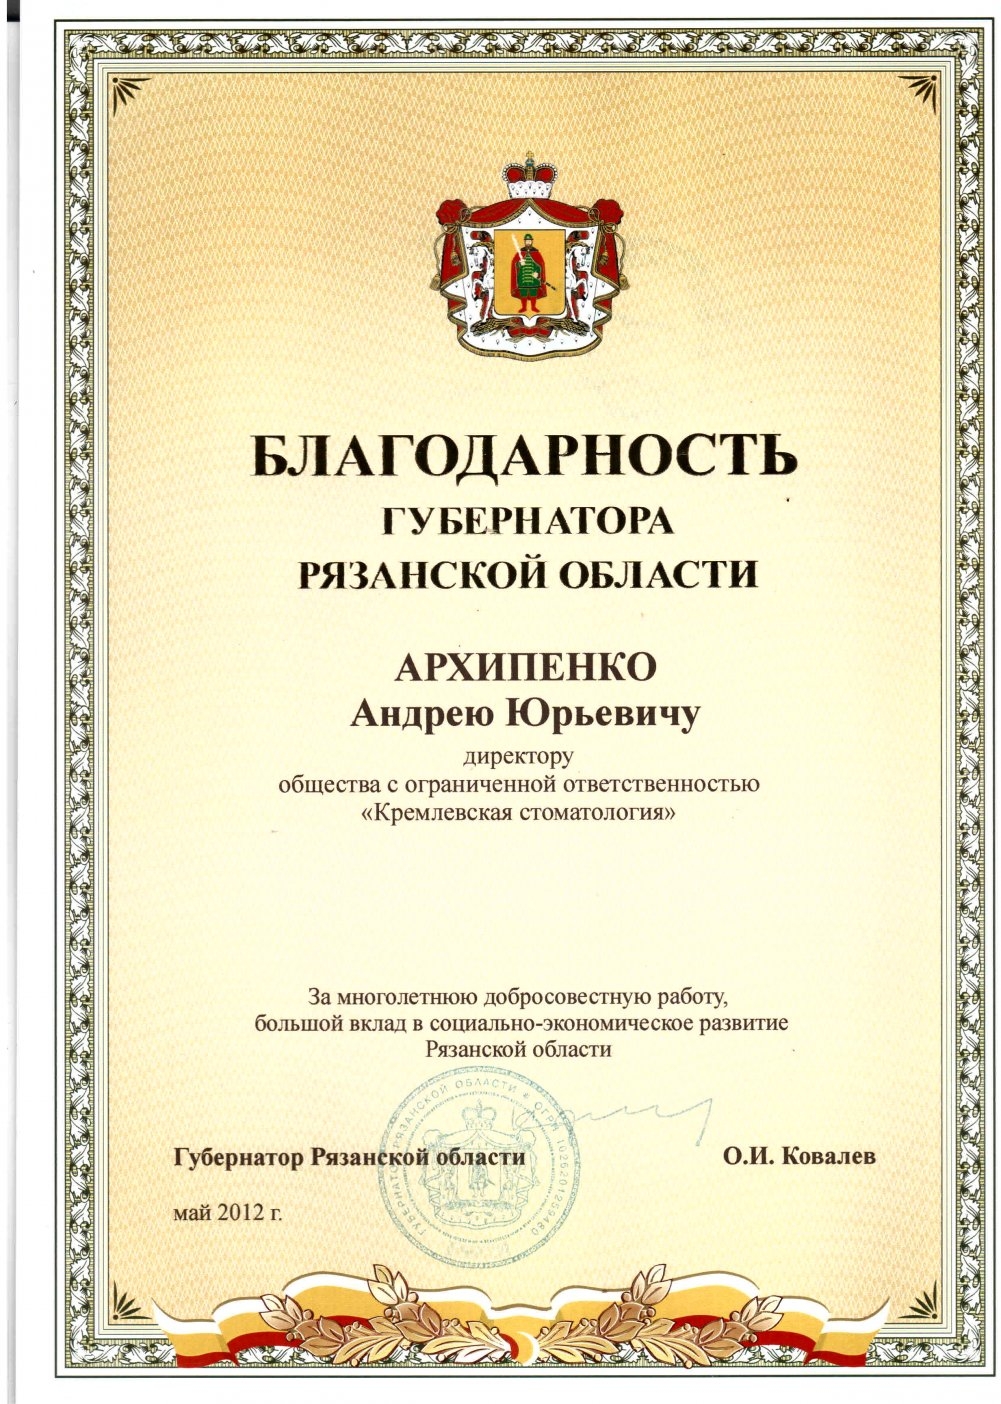 БЛАГОДАРНОСТЬ
ГУБЕРНАТОРА
РЯЗАНСКОЙ ОБЛАСТИ
АРХИПЕНКО
Андрею Юрьевичу
директору
общества с ограниченной ответственностью
«Кремлевская стоматология»
За многолетнюю добросовестную работу,
большой вклад в социально-экономическое развитие
Рязанской области
ГУБЕРНАТОР РЯЗАНСКОЙ ОБЛАСТИ ОГРН 1026201259480
Губернатор Рязанской области
О.И. Ковалев
май 2012 г.